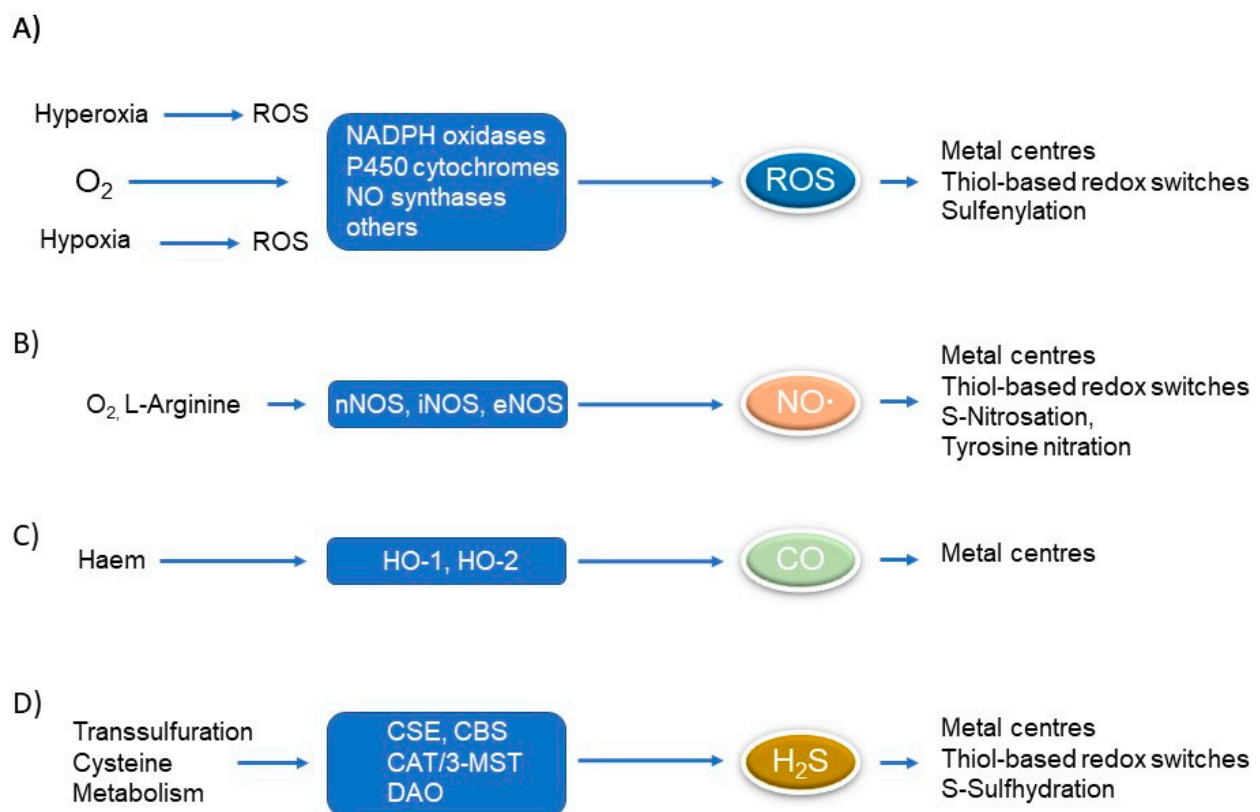 A)
Hyperoxia
ROS
O₂
Hypoxia
ROS
NADPH oxidases
P450 cytochromes
NO synthases
others
ROS
Metal centres
Thiol-based redox switches
Sulfenylation
B)
O₂, L-Arginine
nNOS, iNOS, eNOS
NO·
Metal centres
Thiol-based redox switches
S-Nitrosation,
Tyrosine nitration
C)
Haem
HO-1, HO-2
CO
Metal centres
D)
Transsulfuration
Cysteine
Metabolism
CSE, CBS
CAT/3-MST
DAO
H₂S
Metal centres
Thiol-based redox switches
S-Sulfhydration